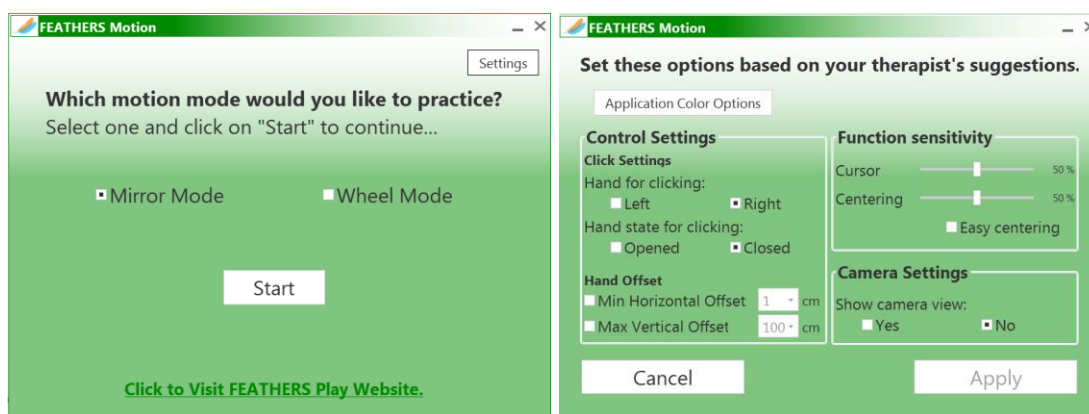 FEATHERS Motion
Settings
Which motion mode would you like to practice?
Select one and click on "Start" to continue...
Mirror Mode
Wheel Mode
Start
Click to Visit FEATHERS Play Website.
FEATHERS Motion
Set these options based on your therapist's suggestions.
Application Color Options
Control Settings
Click Settings
Hand for clicking:
Left
Right
Hand state for clicking:
Opened
Closed
Hand Offset
Min Horizontal Offset 1 cm
Max Vertical Offset 100 cm
Function sensitivity
Cursor 50 %
Centering 50 %
Easy centering
Camera Settings
Show camera view:
Yes
No
Cancel
Apply